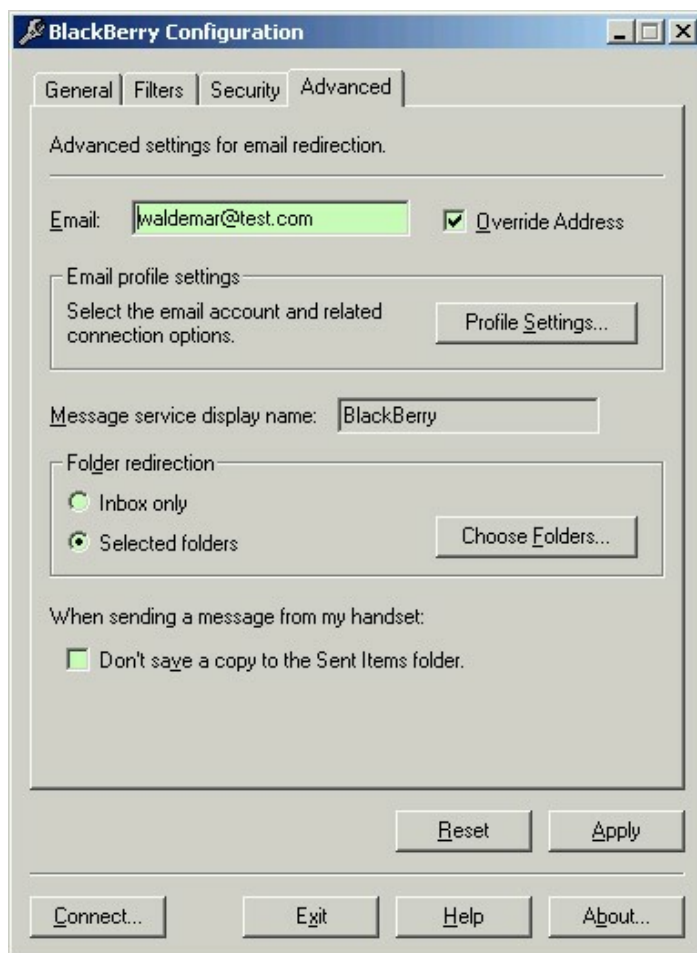 BlackBerry Configuration
General Filters Security Advanced
Advanced settings for email redirection.
Email: waldemar@test.com Override Address
Email profile settings
Select the email account and related
connection options.
Profile Settings...
Message service display name: BlackBerry
Folder redirection
Inbox only
Selected folders
Choose Folders...
When sending a message from my handset:
Don't save a copy to the Sent Items folder.
Reset Apply
Connect... Exit Help About...